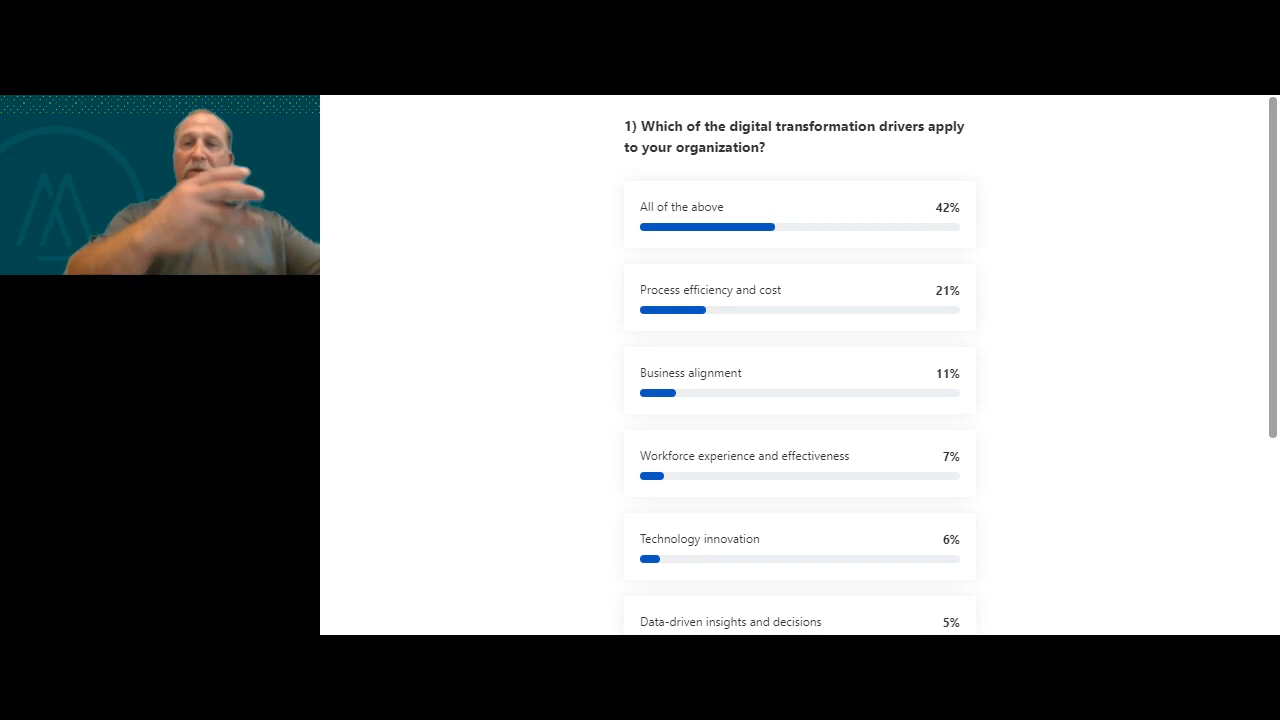 1) Which of the digital transformation drivers apply
to your organization?
All of the above 42%
Process efficiency and cost 21%
Business alignment 11%
Workforce experience and effectiveness 7%
Technology innovation 6%
Data-driven insights and decisions 5%